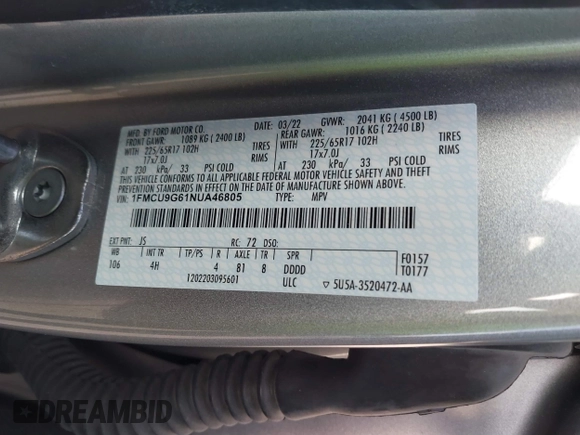 MFD. BY FORD MOTOR CO. 03/22 GVWR: 2041 KG ( 4500 LB)
FRONT GAWR: 1089 KG ( 2400 LB) REAR GAWR: 1016 KG ( 2240 LB)
WITH 225/65R17 102H TIRES WITH 225/65R17 102H TIRES
17x7.0J RIMS 17x7.0J RIMS
AT 230 kPa/ 33 PSI COLD AT 230 kPa/ 33 PSI COLD
THIS VEHICLE CONFORMS TO ALL APPLICABLE FEDERAL MOTOR VEHICLE SAFETY AND THEFT
PREVENTION STANDARDS IN EFFECT ON THE DATE OF MANUFACTURE SHOWN ABOVE.
VIN: 1FMCU9G61NUA46805 TYPE: MPV
EXT PNT: JS RC: 72 DSO:
WB INT TR TP/PS R AXLE TR SPR F0157
106 4H 4 81 8 DDDD T0177
1202203095601 ULC ▽ 5U5A-3520472-AA
DREAMBID